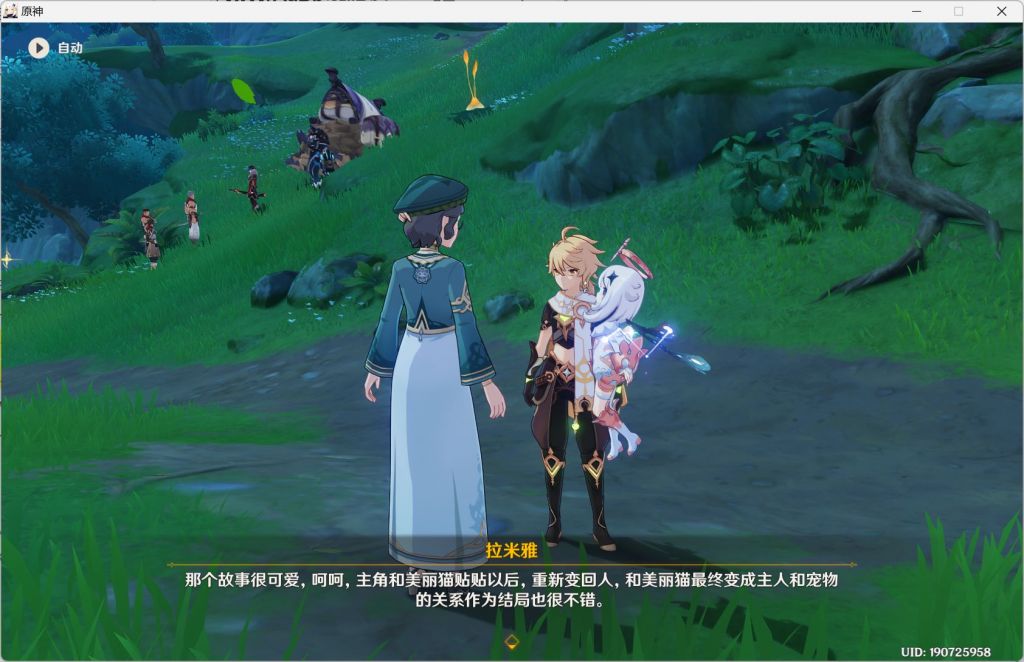 原神
自动
拉米雅
那个故事很可爱，呵呵，主角和美丽猫贴贴以后，重新变回人，和美丽猫最终变成主人和宠物
的关系作为结局也很不错。
UID: 190725958